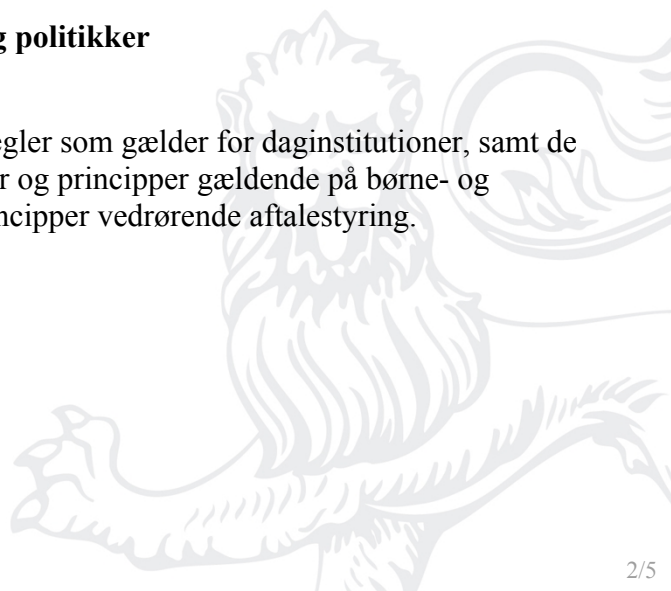 g politikker
egler som gælder for daginstitutioner, samt de
r og principper gældende på børne- og
ncipper vedrørende aftalestyring.
2/5